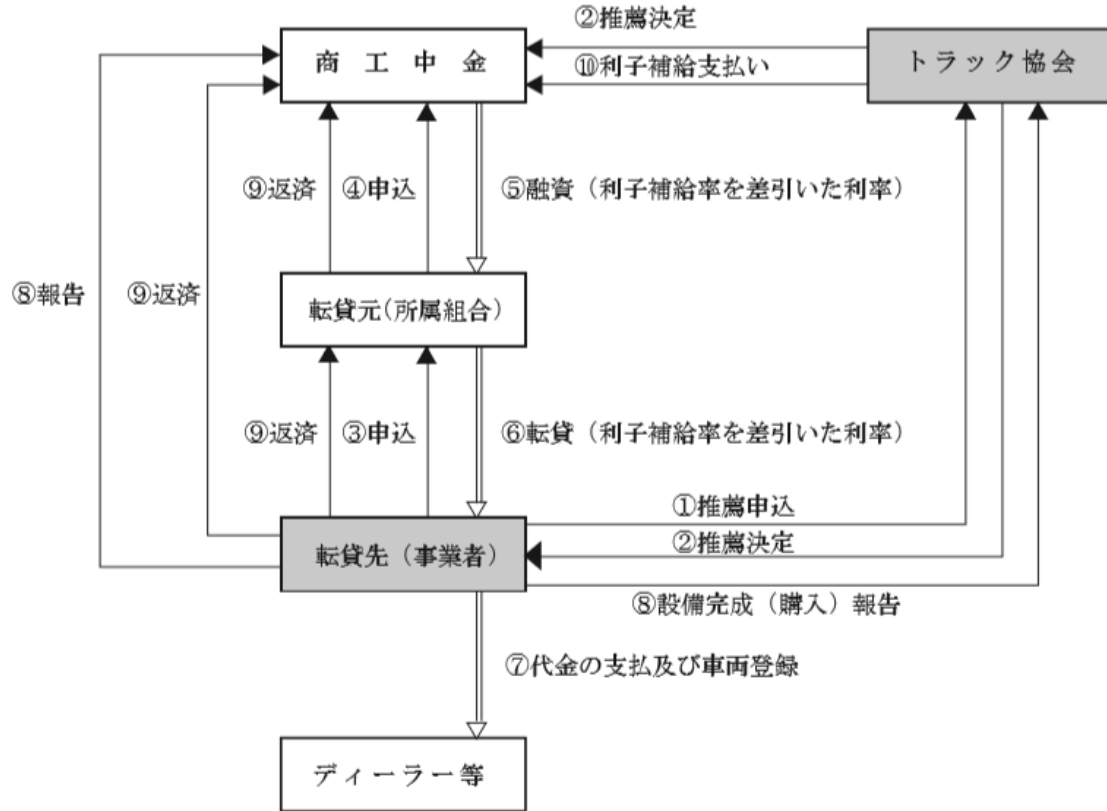 ②推薦決定
商工中金
⑩利子補給支払い
トラック協会
⑨返済
④申込
⑤融資（利子補給率を差引いた利率）
⑧報告
⑨返済
転貸元（所属組合）
⑨返済
③申込
⑥転貸（利子補給率を差引いた利率）
①推薦申込
②推薦決定
転貸先（事業者）
⑧設備完成（購入）報告
⑦代金の支払及び車両登録
ディーラー等